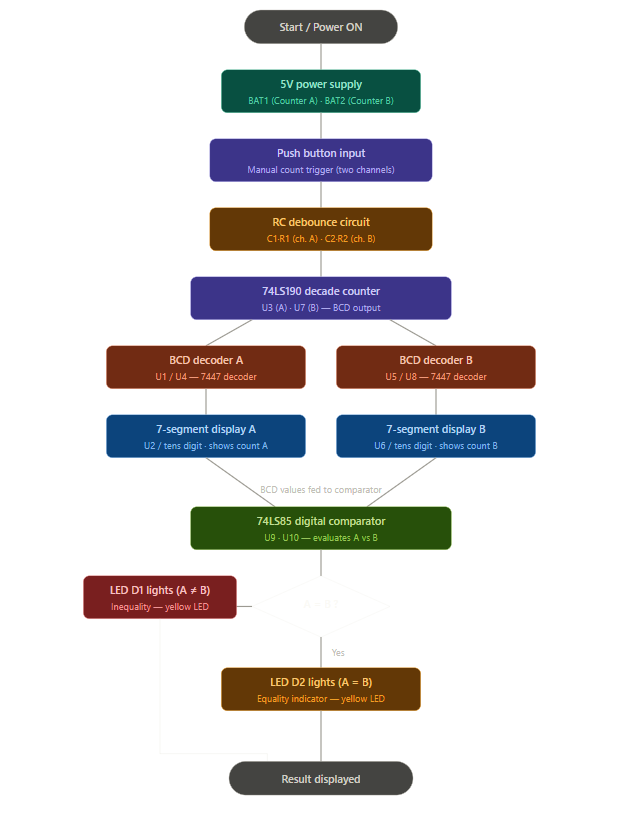 Start / Power ON
5V power supply
BAT1 (Counter A) · BAT2 (Counter B)
Push button input
Manual count trigger (two channels)
RC debounce circuit
C1·R1 (ch. A) · C2·R2 (ch. B)
74LS190 decade counter
U3 (A) · U7 (B) — BCD output
BCD decoder A
U1 / U4 — 7447 decoder
BCD decoder B
U5 / U8 — 7447 decoder
7-segment display A
U2 / tens digit · shows count A
7-segment display B
U6 / tens digit · shows count B
BCD values fed to comparator
74LS85 digital comparator
U9 · U10 — evaluates A vs B
LED D1 lights (A ≠ B)
Inequality — yellow LED
A = B?
Yes
LED D2 lights (A = B)
Equality indicator — yellow LED
Result displayed